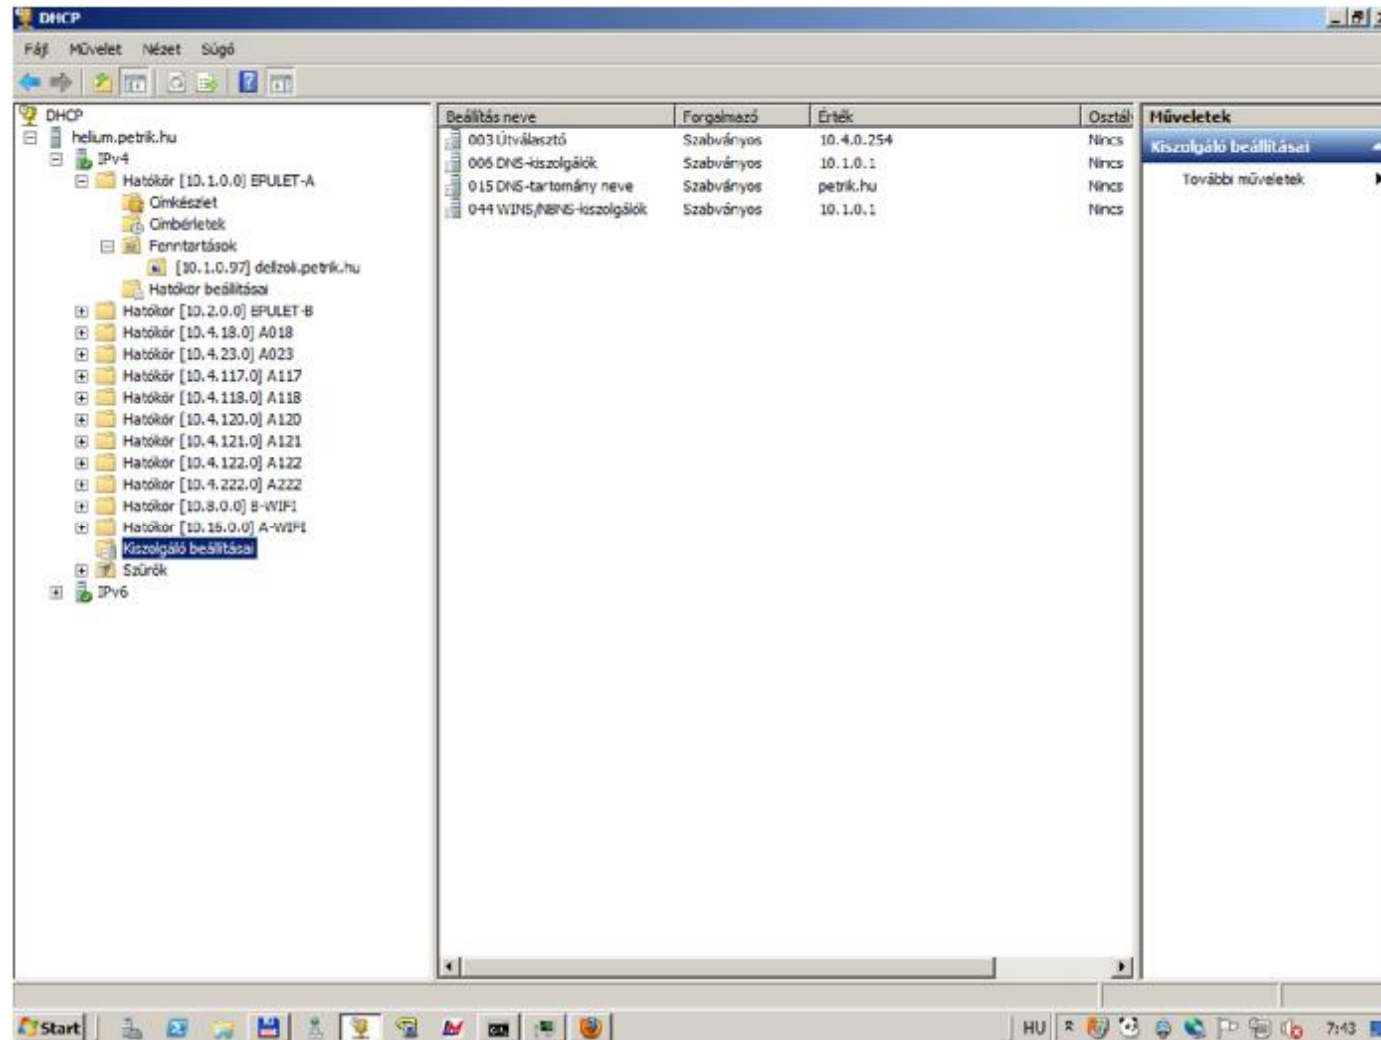 DHCP
Fájl Művelet Nézet Súgó
DHCP
helium.petrik.hu
IPv4
Hatókör [10.1.0.0] EPULET-A
Címkészlet
Címbérletek
Fenntartások
[10.1.0.97] delizoli.petrik.hu
Hatókör beállításai
Hatókör [10.2.0.0] EPULET-B
Hatókör [10.4.18.0] A018
Hatókör [10.4.23.0] A023
Hatókör [10.4.117.0] A117
Hatókör [10.4.118.0] A118
Hatókör [10.4.120.0] A120
Hatókör [10.4.121.0] A121
Hatókör [10.4.122.0] A122
Hatókör [10.4.222.0] A222
Hatókör [10.8.0.0] B-WIFI
Hatókör [10.16.0.0] A-WIFI
Kiszolgáló beállításai
Szűrők
IPv6
Beállítás neve Forgalmazó Érték Osztály
003 Útválasztó Szabványos 10.4.0.254 Nincs
006 DNS-kiszolgálók Szabványos 10.1.0.1 Nincs
015 DNS-tartomány neve Szabványos petrik.hu Nincs
044 WINS/NBNS-kiszolgálók Szabványos 10.1.0.1 Nincs
Műveletek
Kiszolgáló beállításai
További műveletek
Start HU 7:43